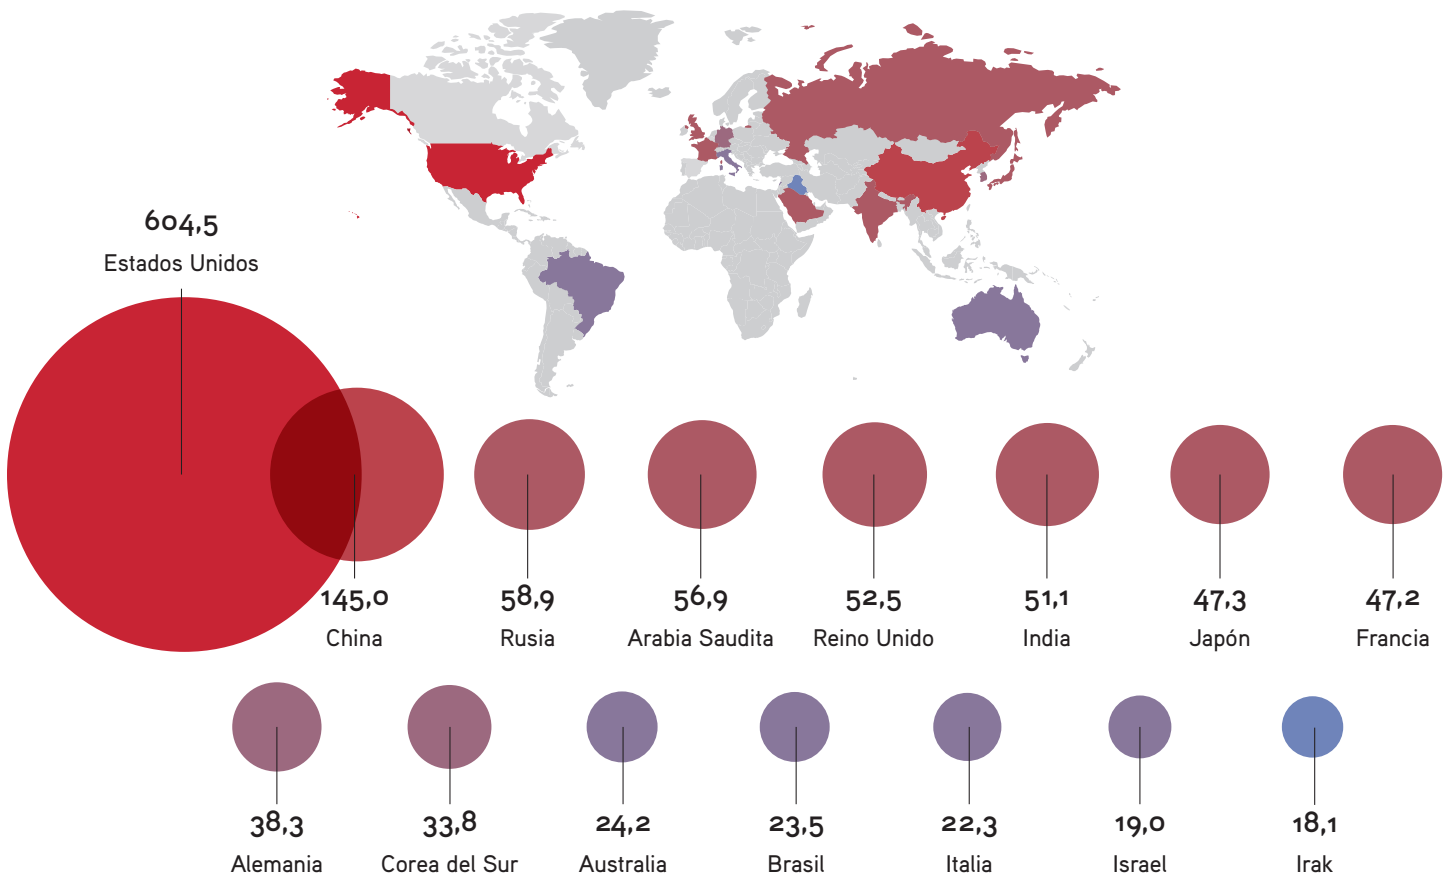 604,5
Estados Unidos
145,0
China
58,9
Rusia
56,9
Arabia Saudita
52,5
Reino Unido
51,1
India
47,3
Japón
47,2
Francia
38,3
Alemania
33,8
Corea del Sur
24,2
Australia
23,5
Brasil
22,3
Italia
19,0
Israel
18,1
Irak